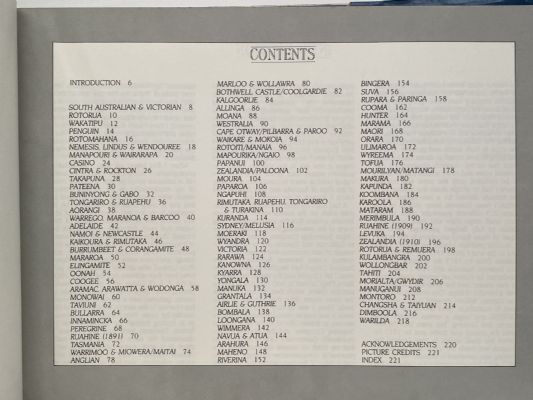 CONTENTS
INTRODUCTION 6
SOUTH AUSTRALIAN & VICTORIAN 8
ROTORUA 10
WAKATIPU 12
PENGUIN 14
ROTOMAHANA 16
NEMESIS, LINDUS & WENDOUREE 18
MANAPOURI & WAIRARAPA 20
CASINO 24
CINTRA & ROCKTON 26
TAKAPUNA 28
PATEENA 30
BUNINYONG & GABO 32
TONGARIRO & RUAPEHU 36
AORANGI 38
WARREGO, MARANOA & BARCOO 40
ADELAIDE 42
NAMOI & NEWCASTLE 44
KAIKOURA & RIMUTAKA 46
BURRUMBEET & CORANGAMITE 48
MARAROA 50
ELINGAMITE 52
OONAH 54
COOGEE 56
ARAMAC, ARAWATTA & WODONGA 58
MONOWAI 60
TAVIUNI 62
BULLARRA 64
INNAMINCKA 66
PEREGRINE 68
RUAHINE (1891) 70
TASMANIA 72
WARRIMOO & MIOWERA/MAITAI 74
ANGLIAN 78
MARLOO & WOLLAWRA 80
BOTHWELL CASTLE/COOLGARDIE 82
KALGOORLIE 84
ALLINGA 86
MOANA 88
WESTRALIA 90
CAPE OTWAY/PILBARRA & PAROO 92
WAIKARE & MOKOIA 94
ROTOITI/MANAIA 96
MAPOURIKA/NGAIO 98
PAPANUI 100
ZEALANDIA/PALOONA 102
MOURA 104
PAPAROA 106
NGAPUHI 108
RIMUTAKA, RUAPEHU, TONGARIRO
& TURAKINA 110
KURANDA 114
SYDNEY/MELUSIA 116
MOERAKI 118
WYANDRA 120
VICTORIA 122
RARAWA 124
KANOWNA 126
KYARRA 128
YONGALA 130
MANUKA 132
GRANTALA 134
AIRLIE & GUTHRIE 136
BOMBALA 138
LOONGANA 140
WIMMERA 142
NAVUA & ATUA 144
ARAHURA 146
MAHENO 148
RIVERINA 152
BINGERA 154
SUVA 156
RUPARA & PARINGA 158
COOMA 162
HUNTER 164
MARAMA 166
MAORI 168
ORARA 170
ULIMAROA 172
WYREEMA 174
TOFUA 176
MOURILYAN/MATANGI 178
MAKURA 180
KAPUNDA 182
KOOMBANA 184
KAROOLA 186
MATARAM 188
MERIMBULA 190
RUAHINE (1909) 192
LEVUKA 194
ZEALANDIA (1910) 196
ROTORUA & REMUERA 198
KULAMBANGRA 200
WOLLONGBAR 202
TAHITI 204
MORIALTA/GWYDIR 206
MANUGANUI 208
MONTORO 212
CHANGSHA & TAIYUAN 214
DIMBOOLA 216
WARILDA 218
ACKNOWLEDGEMENTS 220
PICTURE CREDITS 221
INDEX 221